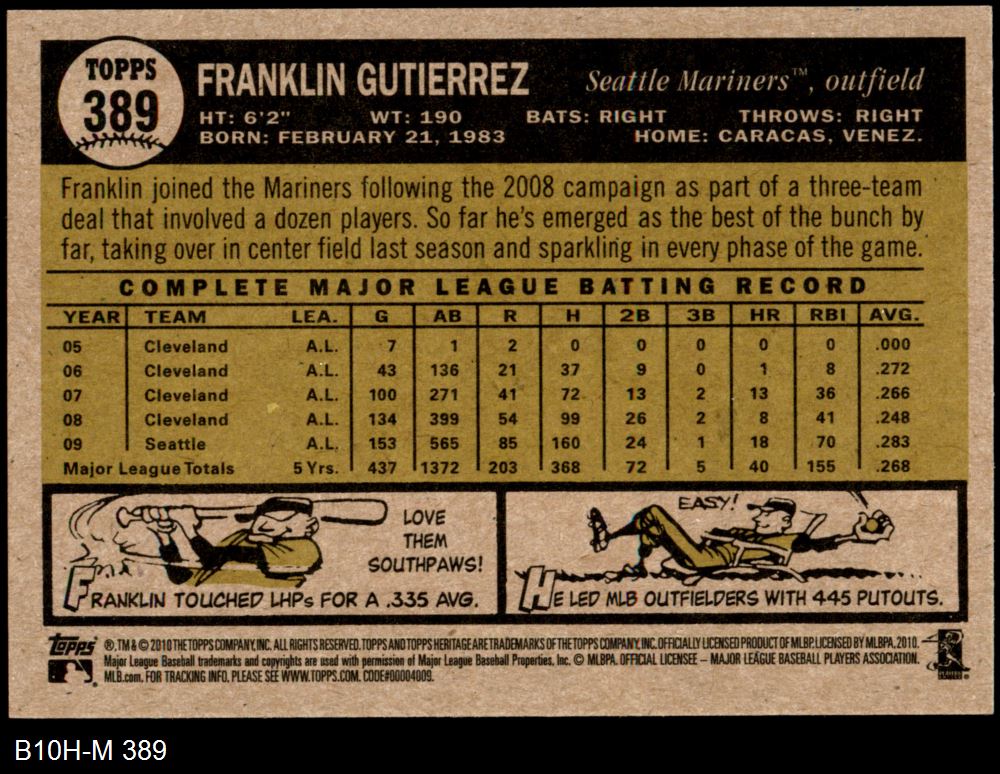 TOPPS
389
FRANKLIN GUTIERREZ
Seattle Mariners™, outfield
HT: 6'2" WT: 190 BATS: RIGHT THROWS: RIGHT
BORN: FEBRUARY 21, 1983 HOME: CARACAS, VENEZ.
Franklin joined the Mariners following the 2008 campaign as part of a three-team
deal that involved a dozen players. So far he's emerged as the best of the bunch by
far, taking over in center field last season and sparkling in every phase of the game.
COMPLETE MAJOR LEAGUE BATTING RECORD
YEAR TEAM LEA. G AB R H 2B 3B HR RBI AVG.
05 Cleveland A.L. 7 1 2 0 0 0 0 0 .000
06 Cleveland A.L. 43 136 21 37 9 0 1 8 .272
07 Cleveland A.L. 100 271 41 72 13 2 13 36 .266
08 Cleveland A.L. 134 399 54 99 26 2 8 41 .248
09 Seattle A.L. 153 565 85 160 24 1 18 70 .283
Major League Totals 5 Yrs. 437 1372 203 368 72 5 40 155 .268
LOVE
THEM
SOUTHPAWS!
FRANKLIN TOUCHED LHPs FOR A .335 AVG.
EASY!
HE LED MLB OUTFIELDERS WITH 445 PUTOUTS.
Topps ®, TM & © 2010 THE TOPPS COMPANY, INC. ALL RIGHTS RESERVED. TOPPS AND TOPPS HERITAGE ARE TRADEMARKS OF THE TOPPS COMPANY, INC. OFFICIALLY LICENSED PRODUCT OF MLBP. LICENSED BY MLBPA, 2010.
Major League Baseball trademarks and copyrights are used with permission of Major League Baseball Properties, Inc. © MLBPA. OFFICIAL LICENSEE – MAJOR LEAGUE BASEBALL PLAYERS ASSOCIATION.
MLB.com. FOR TRACKING INFO, PLEASE SEE WWW.TOPPS.COM. CODE#00004009.
B10H-M 389